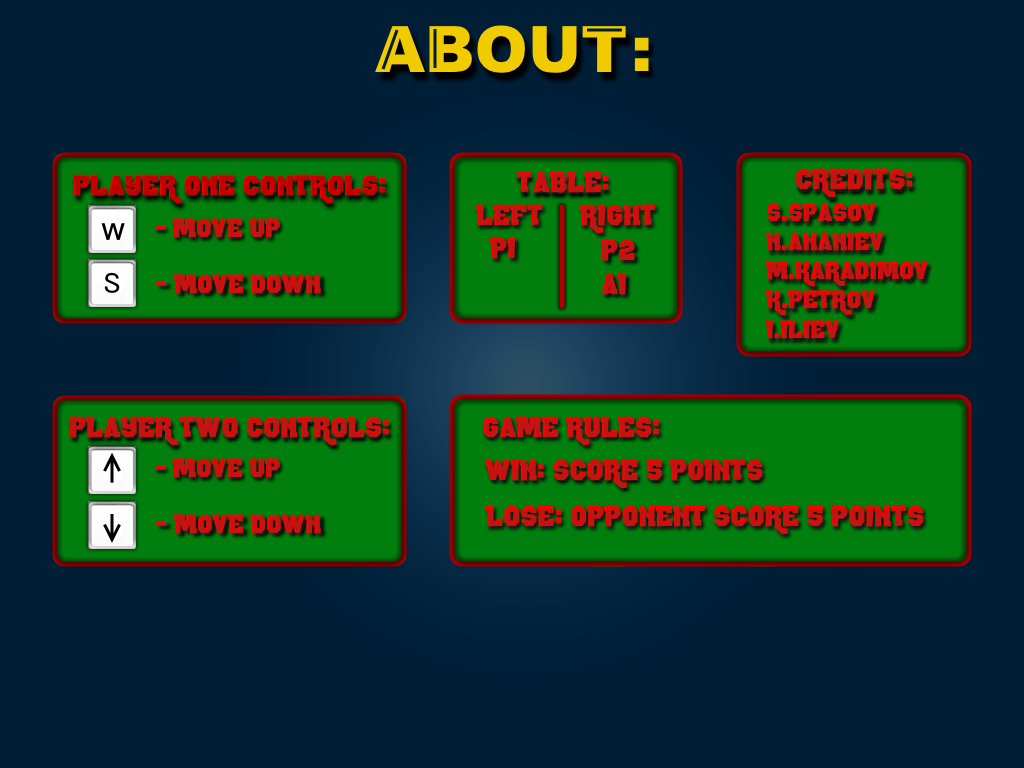 ABOUT:
PLAYER ONE CONTROLS:
W - MOVE UP
S - MOVE DOWN
TABLE:
LEFT RIGHT
P1 P2
AI
CREDITS:
S.SPASOV
N.ANANIEV
M.KARADIMOV
K.PETROV
I.ILIEV
PLAYER TWO CONTROLS:
↑ - MOVE UP
↓ - MOVE DOWN
GAME RULES:
WIN: SCORE 5 POINTS
LOSE: OPPONENT SCORE 5 POINTS